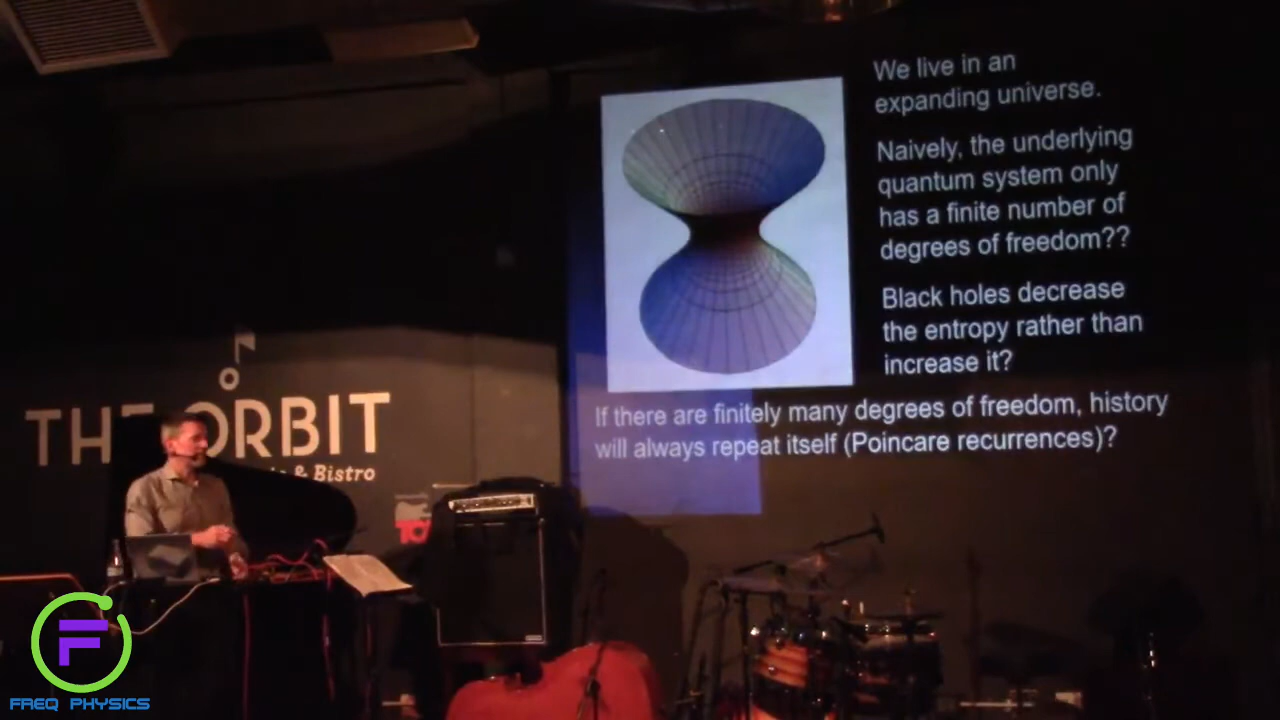 We live in an
expanding universe.
Naively, the underlying
quantum system only
has a finite number of
degrees of freedom??
Black holes decrease
the entropy rather than
increase it?
If there are finitely many degrees of freedom, history
will always repeat itself (Poincare recurrences)?
THE ORBIT
& Bistro
F
FREQ PHYSICS